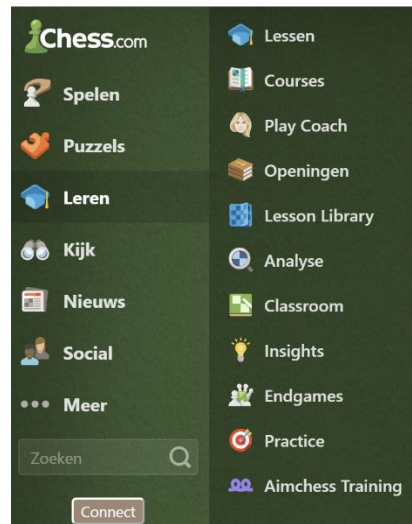 Chess.com
Spelen
Puzzels
Leren
Kijk
Nieuws
Social
Meer
Zoeken
Connect
Lessen
Courses
Play Coach
Openingen
Lesson Library
Analyse
Classroom
Insights
Endgames
Practice
Aimchess Training